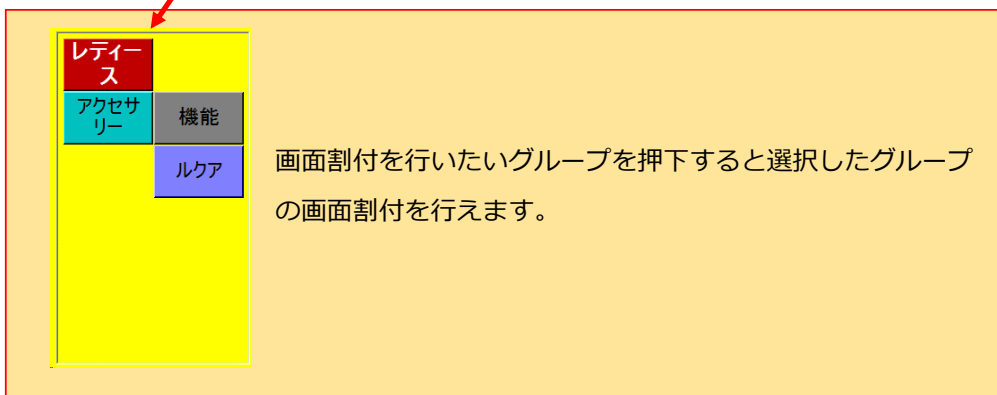 レディー
ス
アクセサ
リー
機能
ルクア
画面割付を行いたいグループを押下すると選択したグループ
の画面割付を行えます。